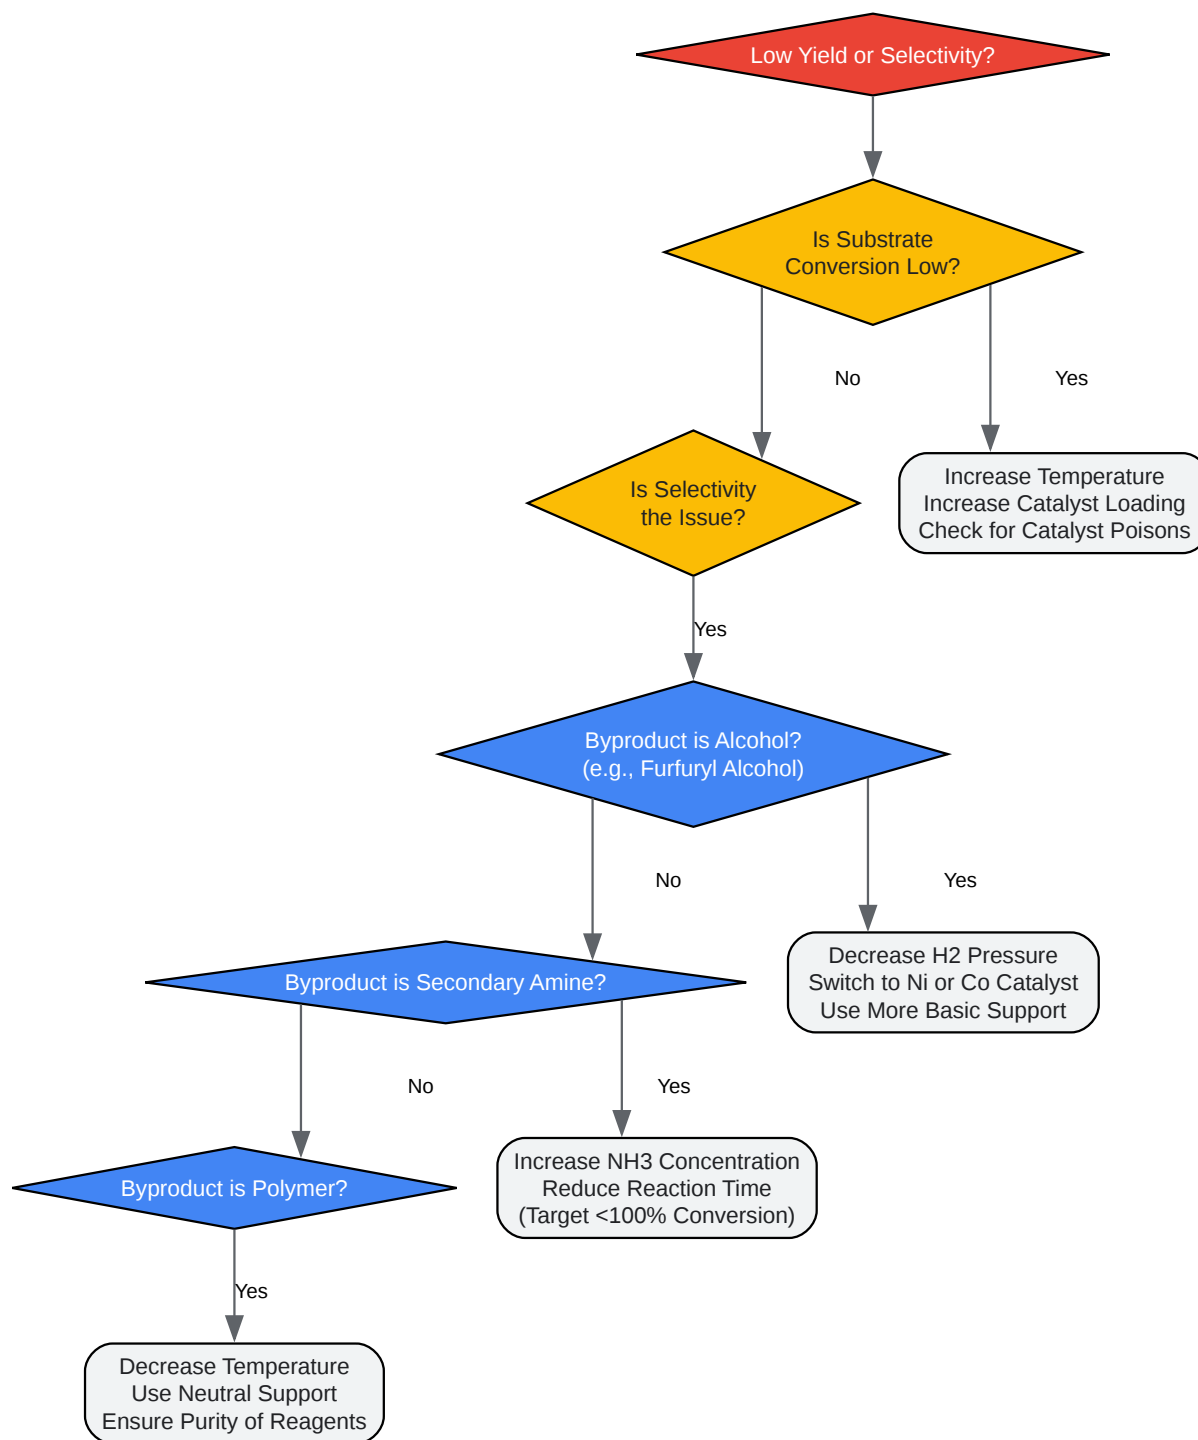 Low Yield or Selectivity?
Is Substrate
Conversion Low?
No
Yes
Is Selectivity
the Issue?
Increase Temperature
Increase Catalyst Loading
Check for Catalyst Poisons
Yes
Byproduct is Alcohol?
(e.g., Furfuryl Alcohol)
No
Yes
Decrease H2 Pressure
Switch to Ni or Co Catalyst
Use More Basic Support
Byproduct is Secondary Amine?
No
Yes
Increase NH3 Concentration
Reduce Reaction Time
(Target <100% Conversion)
Byproduct is Polymer?
Yes
Decrease Temperature
Use Neutral Support
Ensure Purity of Reagents